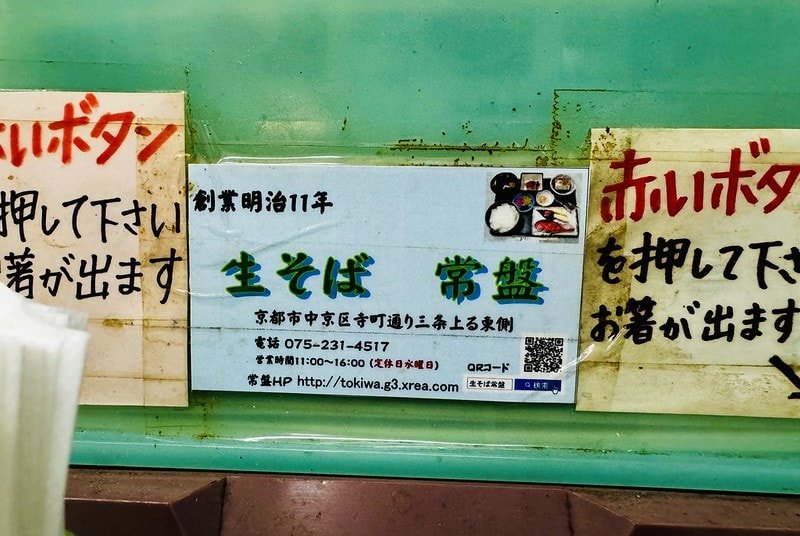 いボタン
押して下さい
箸が出ます
創業明治11年
生そば 常盤
京都市中京区寺町通り三条上る東側
電話 075-231-4517
営業時間11:00〜16:00 (定休日水曜日)
常盤HP http://tokiwa.g3.xrea.com
QRコード
生そば常盤 検索
赤いボタ
を押して下さ
お箸が出ます